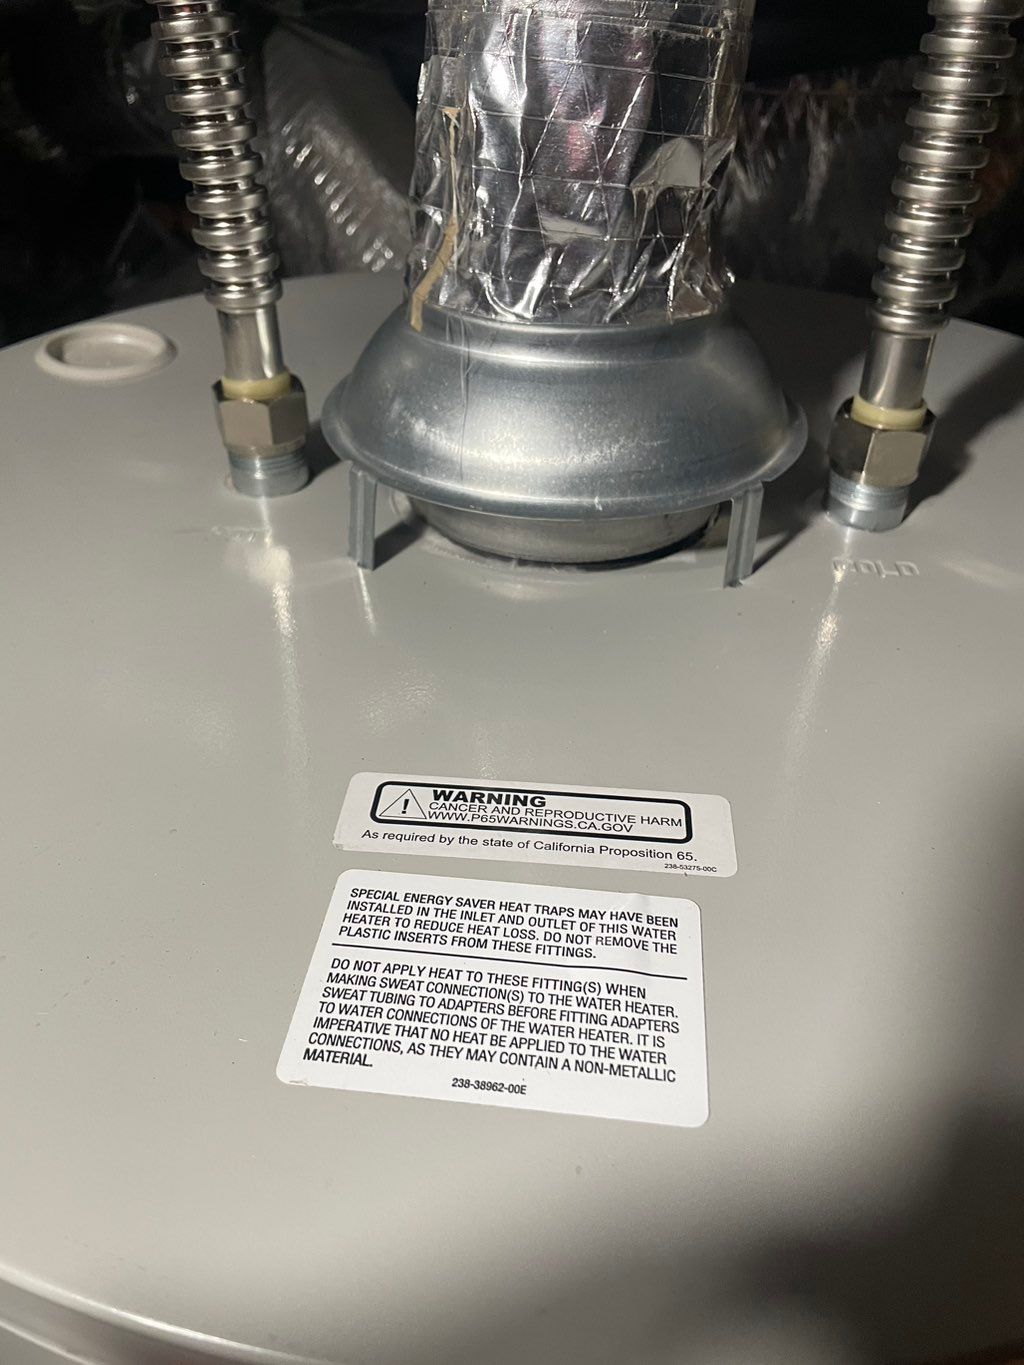 COLD
WARNING
CANCER AND REPRODUCTIVE HARM
WWW.P65WARNINGS.CA.GOV
As required by the state of California Proposition 65.
238-53275-00C
SPECIAL ENERGY SAVER HEAT TRAPS MAY HAVE BEEN
INSTALLED IN THE INLET AND OUTLET OF THIS WATER
HEATER TO REDUCE HEAT LOSS. DO NOT REMOVE THE
PLASTIC INSERTS FROM THESE FITTINGS.
DO NOT APPLY HEAT TO THESE FITTING(S) WHEN
MAKING SWEAT CONNECTION(S) TO THE WATER HEATER.
SWEAT TUBING TO ADAPTERS BEFORE FITTING ADAPTERS
TO WATER CONNECTIONS OF THE WATER HEATER. IT IS
IMPERATIVE THAT NO HEAT BE APPLIED TO THE WATER
CONNECTIONS, AS THEY MAY CONTAIN A NON-METALLIC
MATERIAL.
238-38962-00E